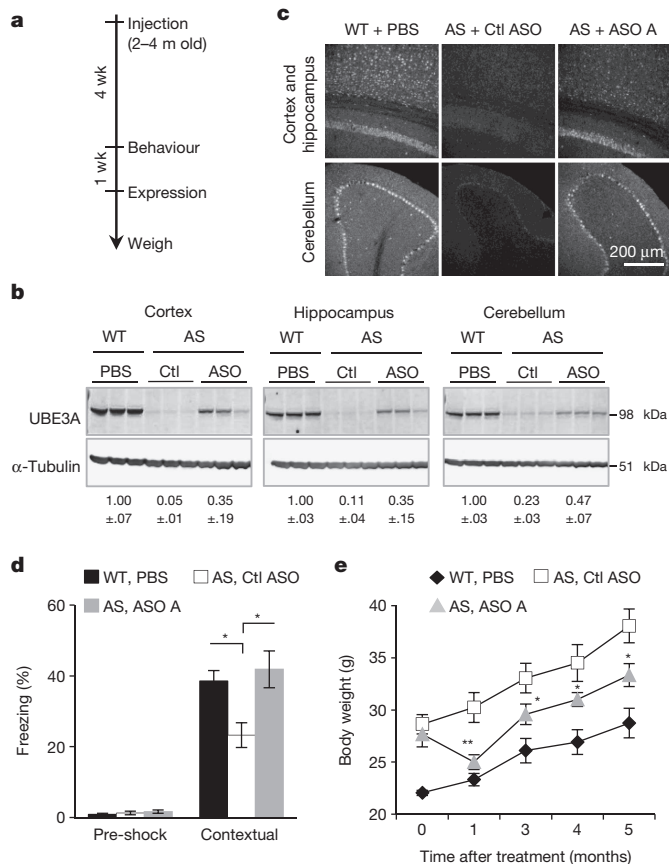 a
Injection
(2–4 m old)
4 wk
Behaviour
1 wk
Expression
Weigh
c
WT + PBS AS + Ctl ASO AS + ASO A
Cortex and
hippocampus
Cerebellum
200 μm
b
Cortex Hippocampus Cerebellum
WT AS WT AS WT AS
PBS Ctl ASO PBS Ctl ASO PBS Ctl ASO
UBE3A 98 kDa
α-Tubulin 51 kDa
1.00 0.05 0.35 1.00 0.11 0.35 1.00 0.23 0.47
±.07 ±.01 ±.19 ±.03 ±.04 ±.15 ±.03 ±.03 ±.07
d
WT, PBS AS, Ctl ASO
AS, ASO A
Freezing (%)
60
40
20
0
* *
Pre-shock Contextual
e
WT, PBS AS, Ctl ASO
AS, ASO A
Body weight (g)
40
35
30
25
20
** * * *
0 1 3 4 5
Time after treatment (months)